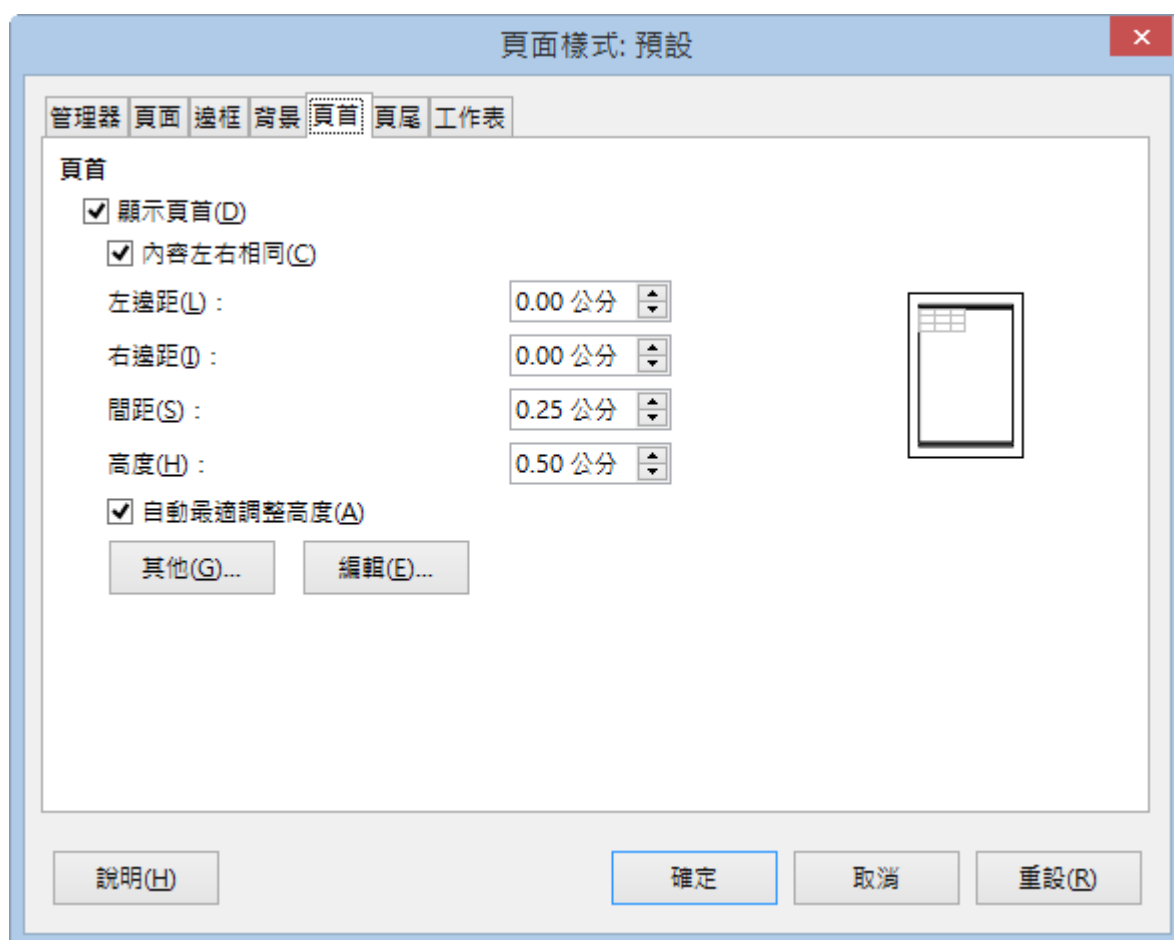 頁面樣式: 預設
管理器 頁面 邊框 背景 頁首 頁尾 工作表
頁首
顯示頁首(D)
內容左右相同(C)
左邊距(L)： 0.00 公分
右邊距(I)： 0.00 公分
間距(S)： 0.25 公分
高度(H)： 0.50 公分
自動最適調整高度(A)
其他(G)... 編輯(E)...
說明(H) 確定 取消 重設(R)